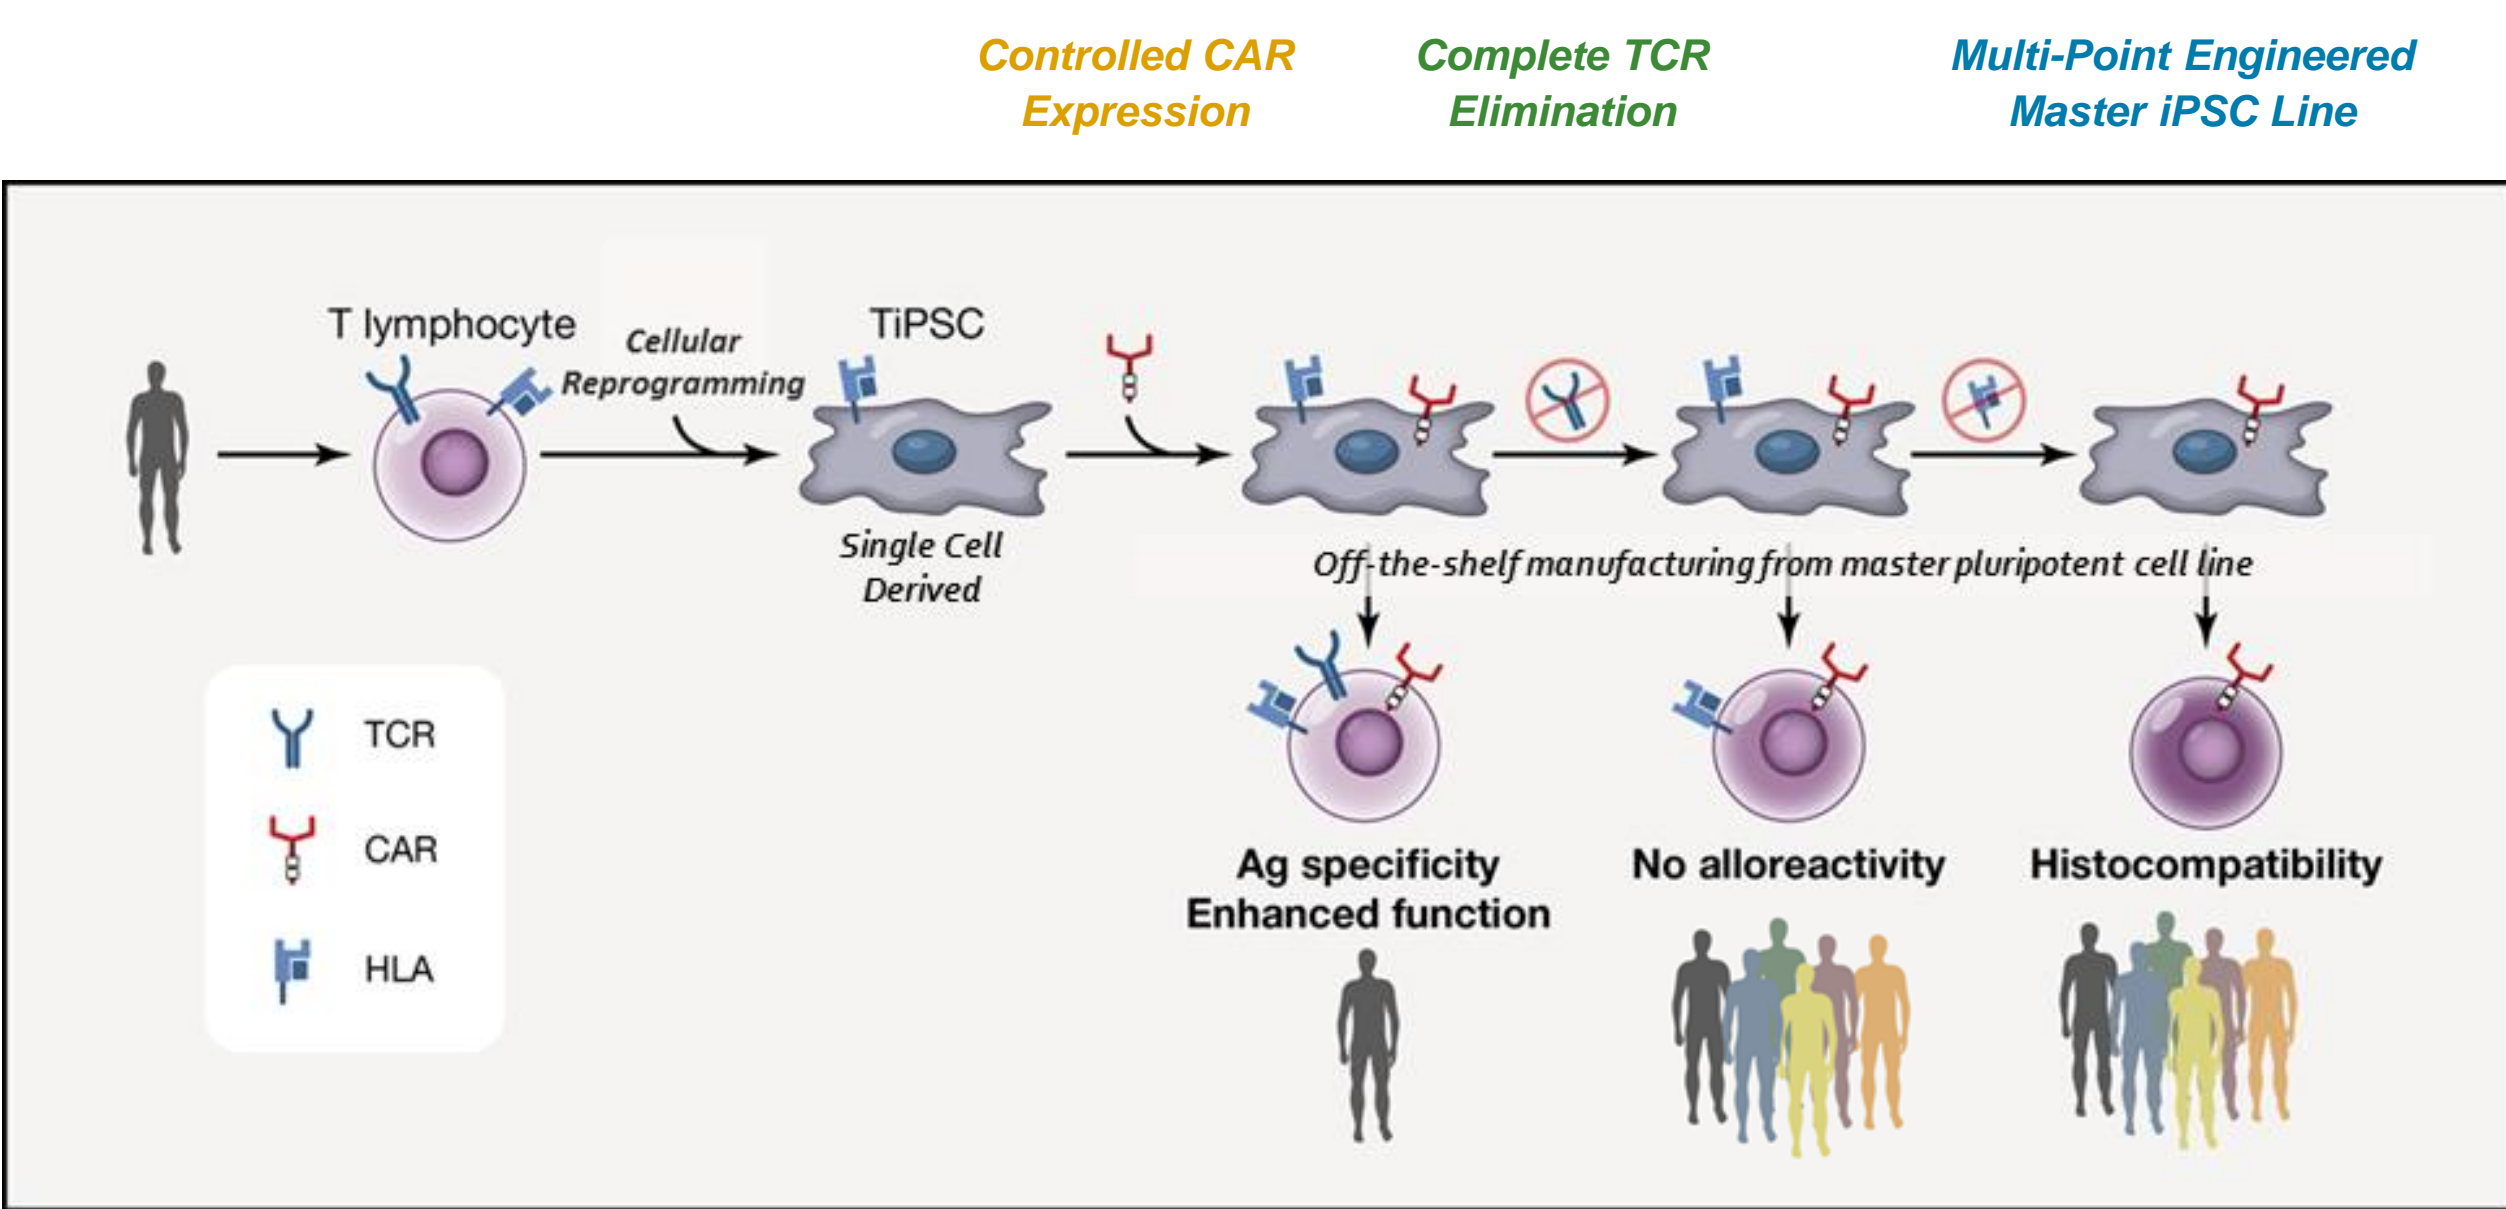 Controlled CAR
Expression
Complete TCR
Elimination
Multi-Point Engineered
Master iPSC Line
T lymphocyte
Cellular
Reprogramming
TiPSC
Single Cell
Derived
Off-the-shelf manufacturing from master pluripotent cell line
TCR
CAR
HLA
Ag specificity
Enhanced function
No alloreactivity
Histocompatibility